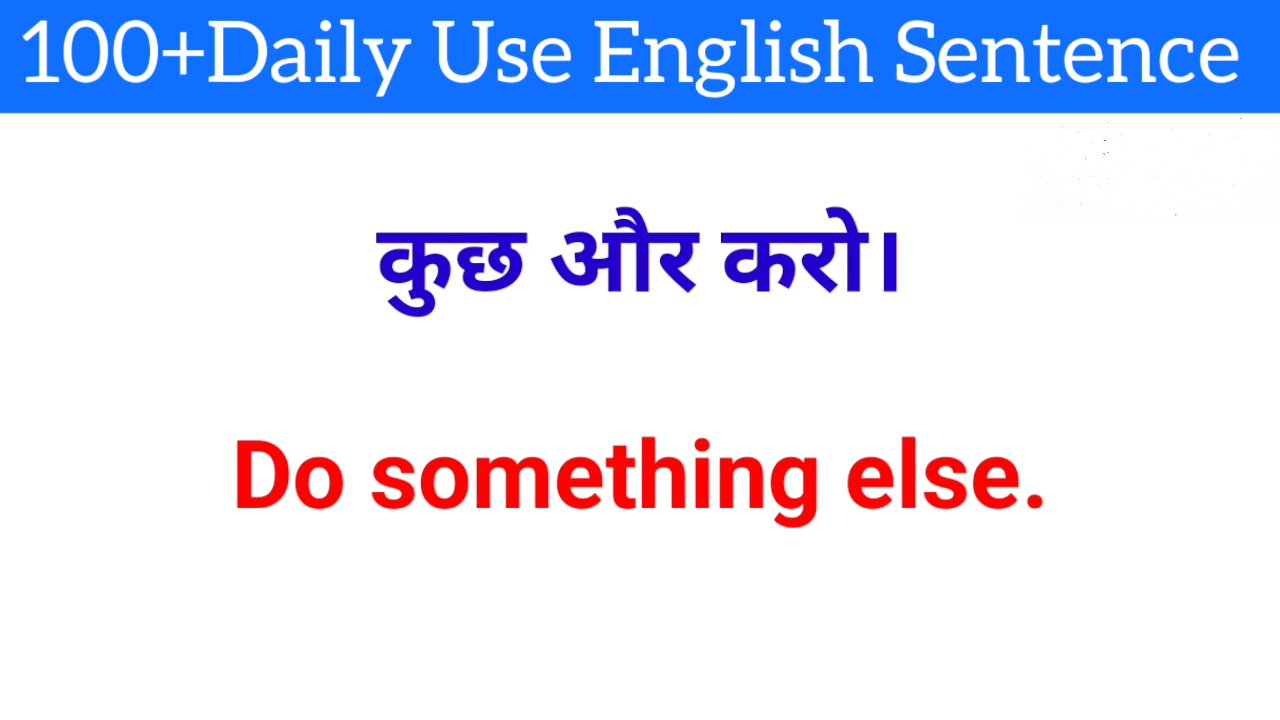 100+Daily Use English Sentence
कुछ और करो।
Do something else.